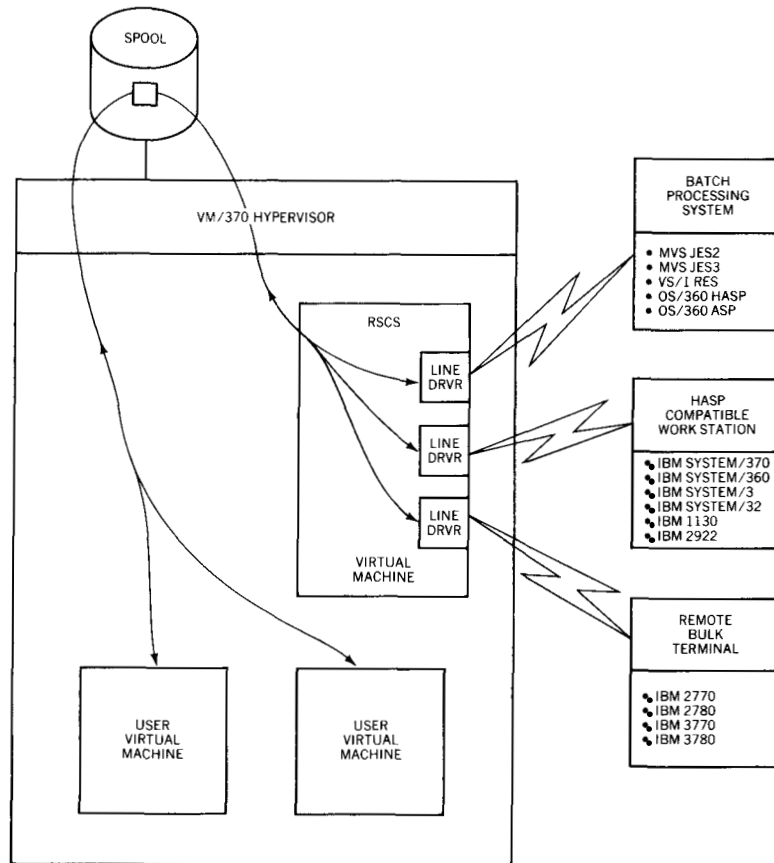 SPOOL
VM/370 HYPERVISOR
RSCS
LINE
DRVR
LINE
DRVR
LINE
DRVR
VIRTUAL
MACHINE
USER
VIRTUAL
MACHINE
USER
VIRTUAL
MACHINE
BATCH
PROCESSING
SYSTEM
• MVS JES2
• MVS JES3
• VS/1 RES
• OS/360 HASP
• OS/360 ASP
HASP
COMPATIBLE
WORK STATION
IBM SYSTEM/370
IBM SYSTEM/360
IBM SYSTEM/3
IBM SYSTEM/32
IBM 1130
IBM 2922
REMOTE
BULK
TERMINAL
IBM 2770
IBM 2780
IBM 3770
IBM 3780